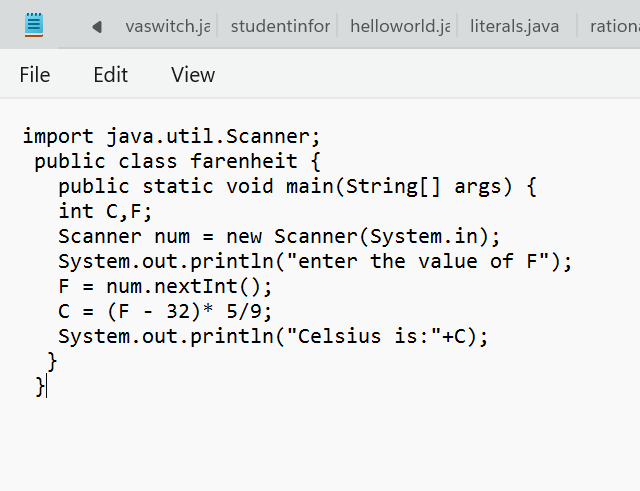 vaswitch.ja studentinfor helloworld.ja literals.java rationa
File Edit View
import java.util.Scanner;
public class farenheit {
public static void main(String[] args) {
int C,F;
Scanner num = new Scanner(System.in);
System.out.println("enter the value of F");
F = num.nextInt();
C = (F - 32)* 5/9;
System.out.println("Celsius is:"+C);
}
}